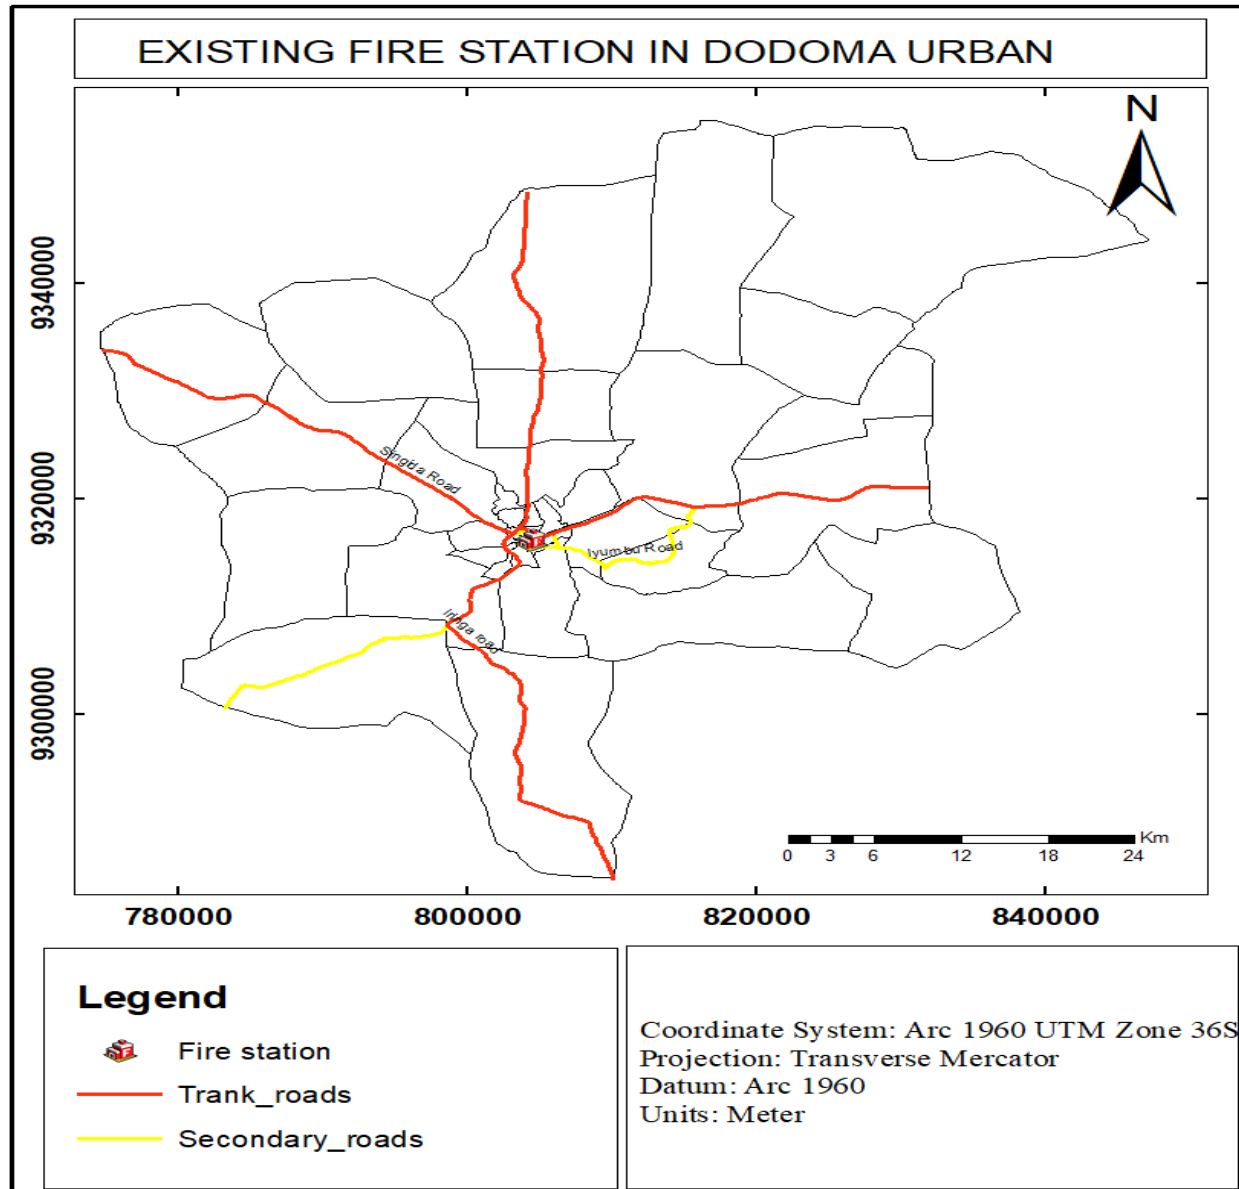 EXISTING FIRE STATION IN DODOMA URBAN
N
9340000
9320000
9300000
Singida Road
Iyumbu Road
Iringa road
Km
0 3 6 12 18 24
780000 800000 820000 840000
Legend
Fire station
Trank_roads
Secondary_roads
Coordinate System: Arc 1960 UTM Zone 36S
Projection: Transverse Mercator
Datum: Arc 1960
Units: Meter